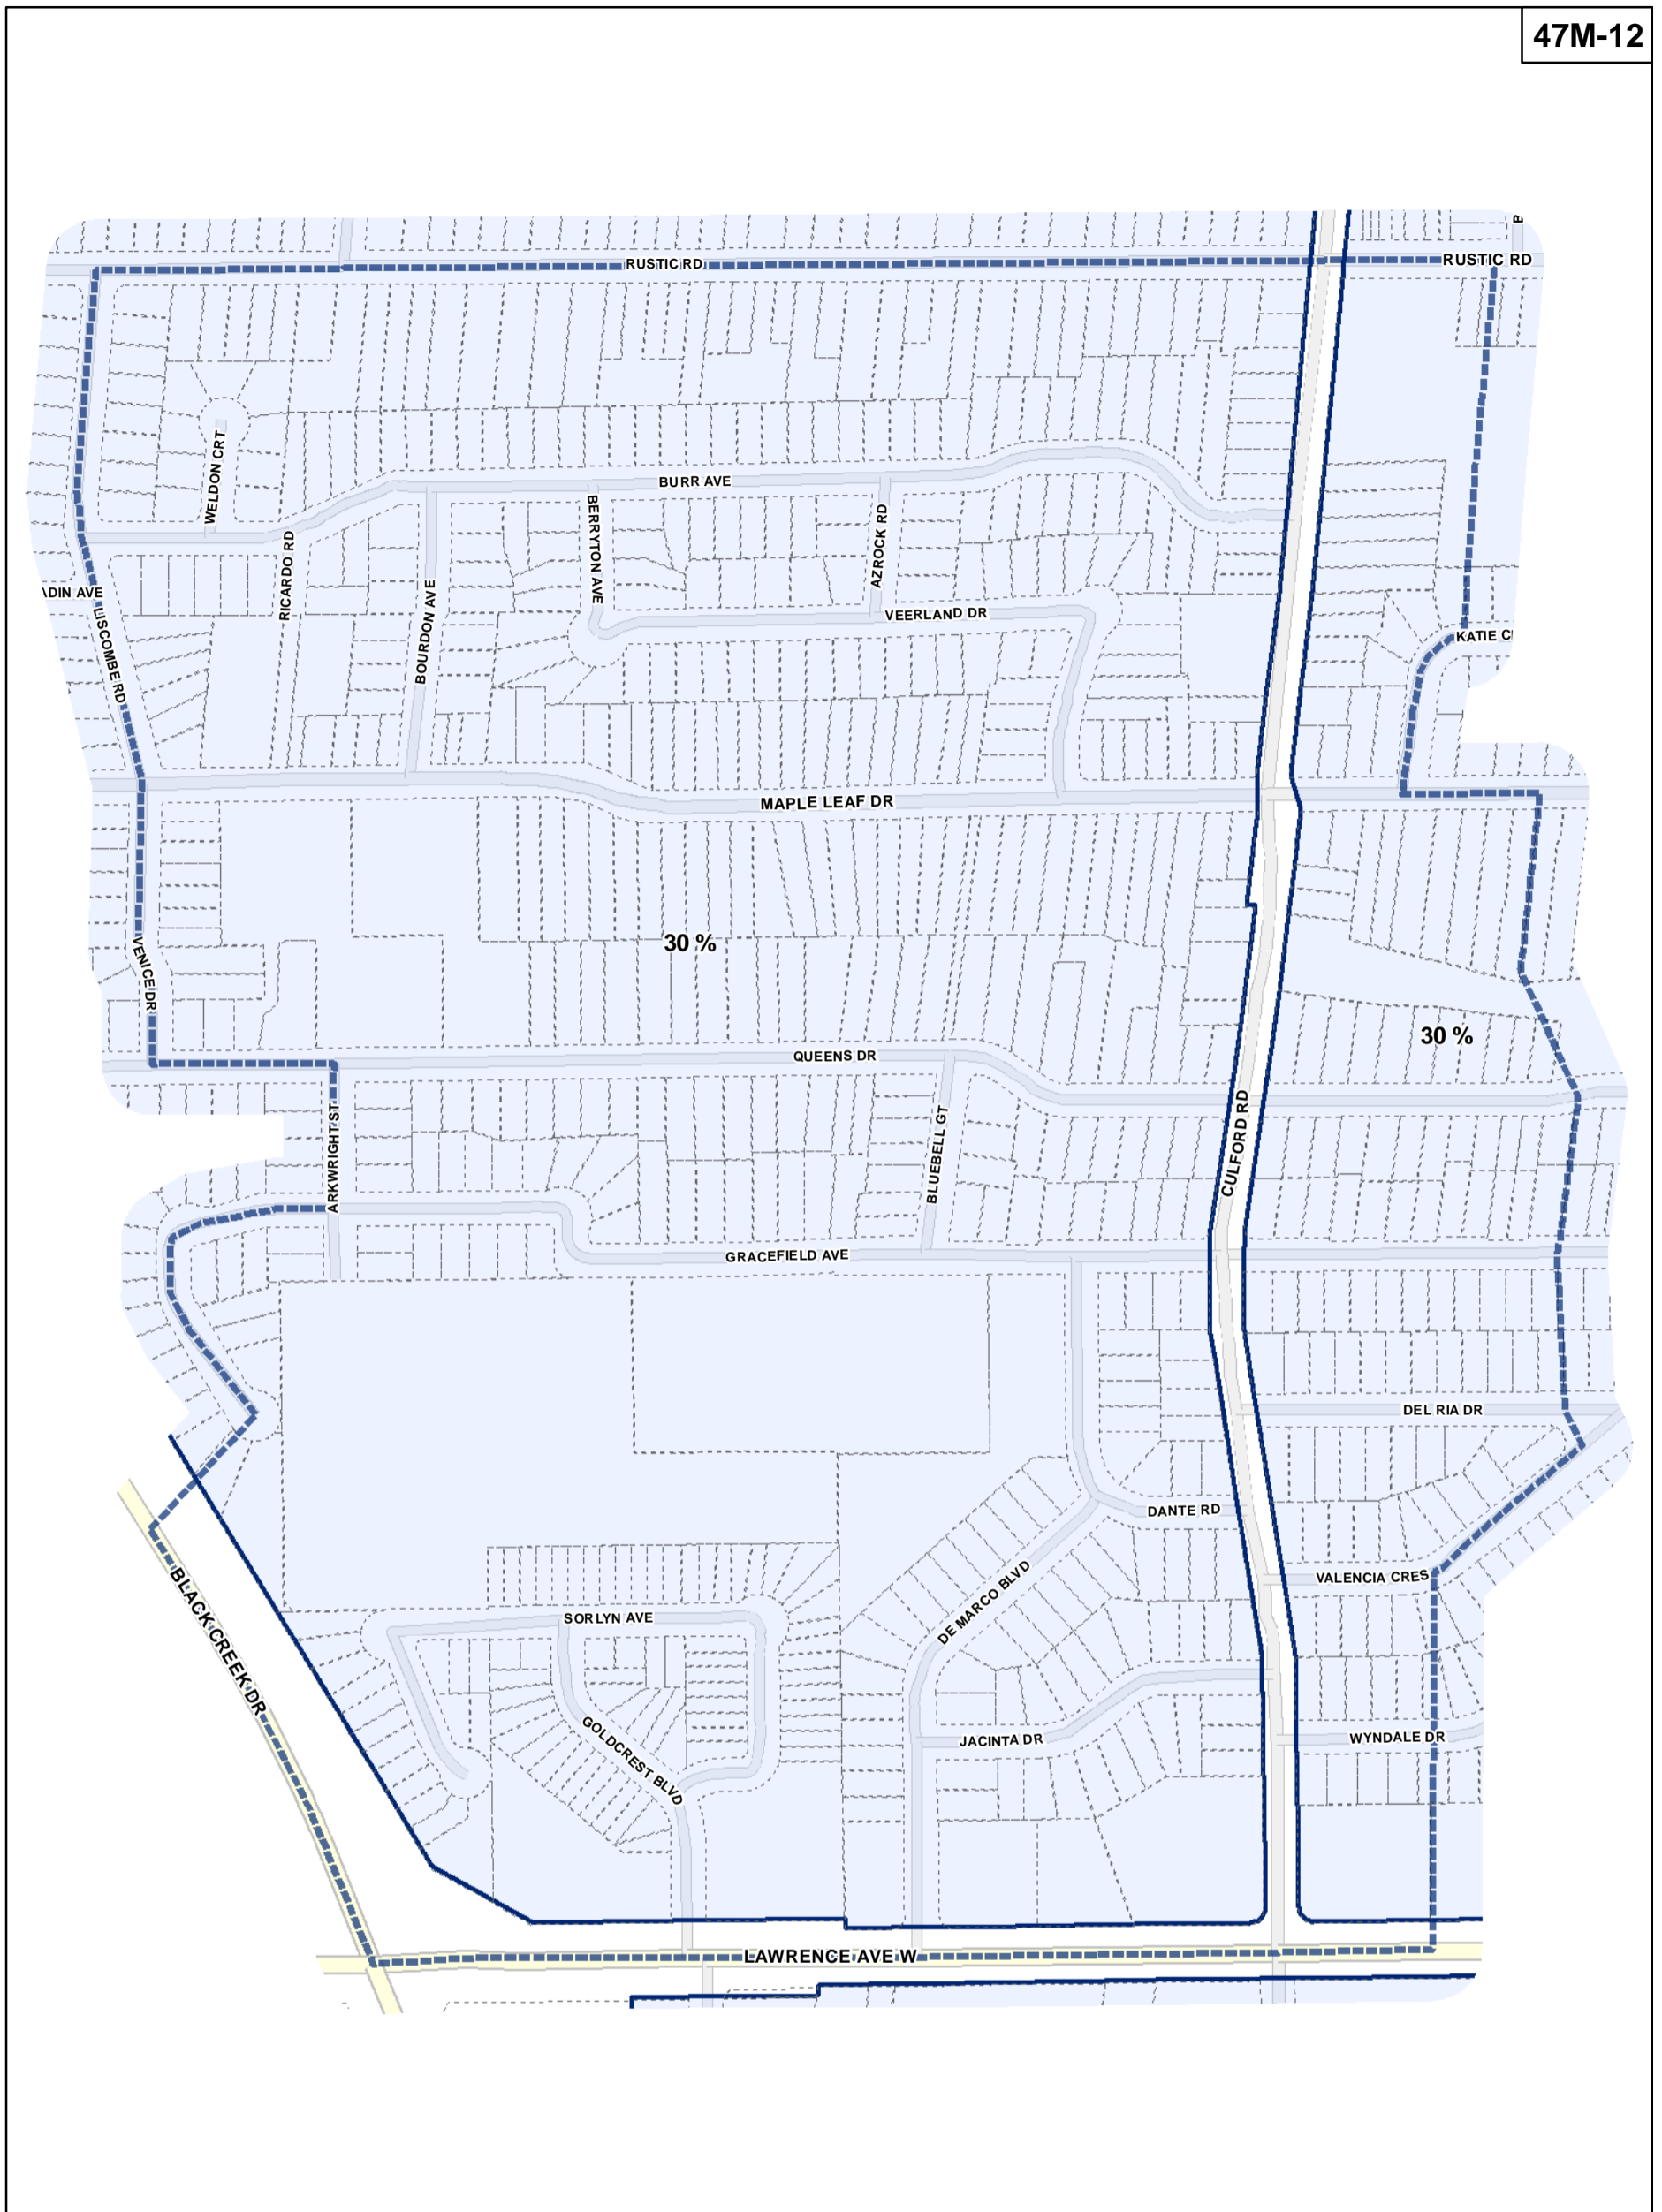 47M-12
B
RUSTIC RD
RUSTIC RD
WELDON CRT
BURR AVE
BERRYTON AVE
AZROCK RD
RICARDO RD
BOURDON AVE
ADIN AVE
LISCOMBE RD
VEERLAND DR
KATIE C
MAPLE LEAF DR
30 %
VENICE DR
30 %
QUEENS DR
ARKWRIGHT ST
BLUEBELL GT
CULFORD RD
GRACEFIELD AVE
DEL RIA DR
DANTE RD
VALENCIA CRES
DE MARCO BLVD
SORLYN AVE
BLACK CREEK DR
GOLDCREST BLVD
JACINTA DR
WYNDALE DR
LAWRENCE AVE W